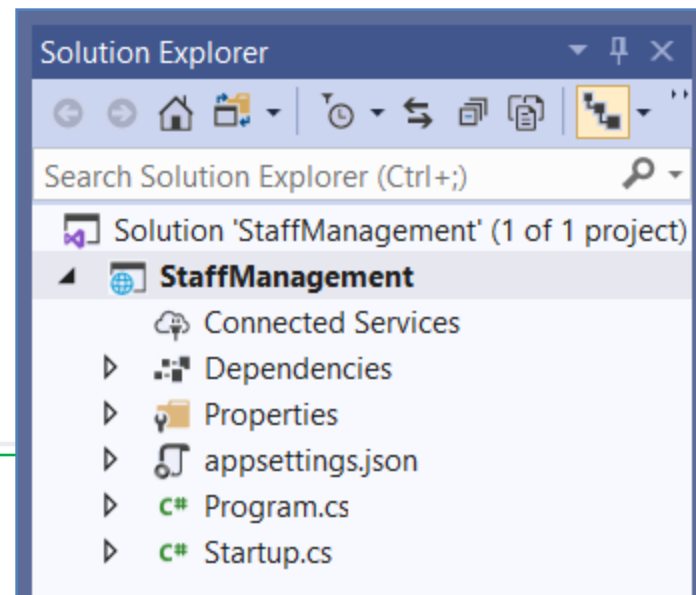 Solution Explorer
Search Solution Explorer (Ctrl+;)
Solution 'StaffManagement' (1 of 1 project)
StaffManagement
Connected Services
Dependencies
Properties
appsettings.json
C# Program.cs
C# Startup.cs